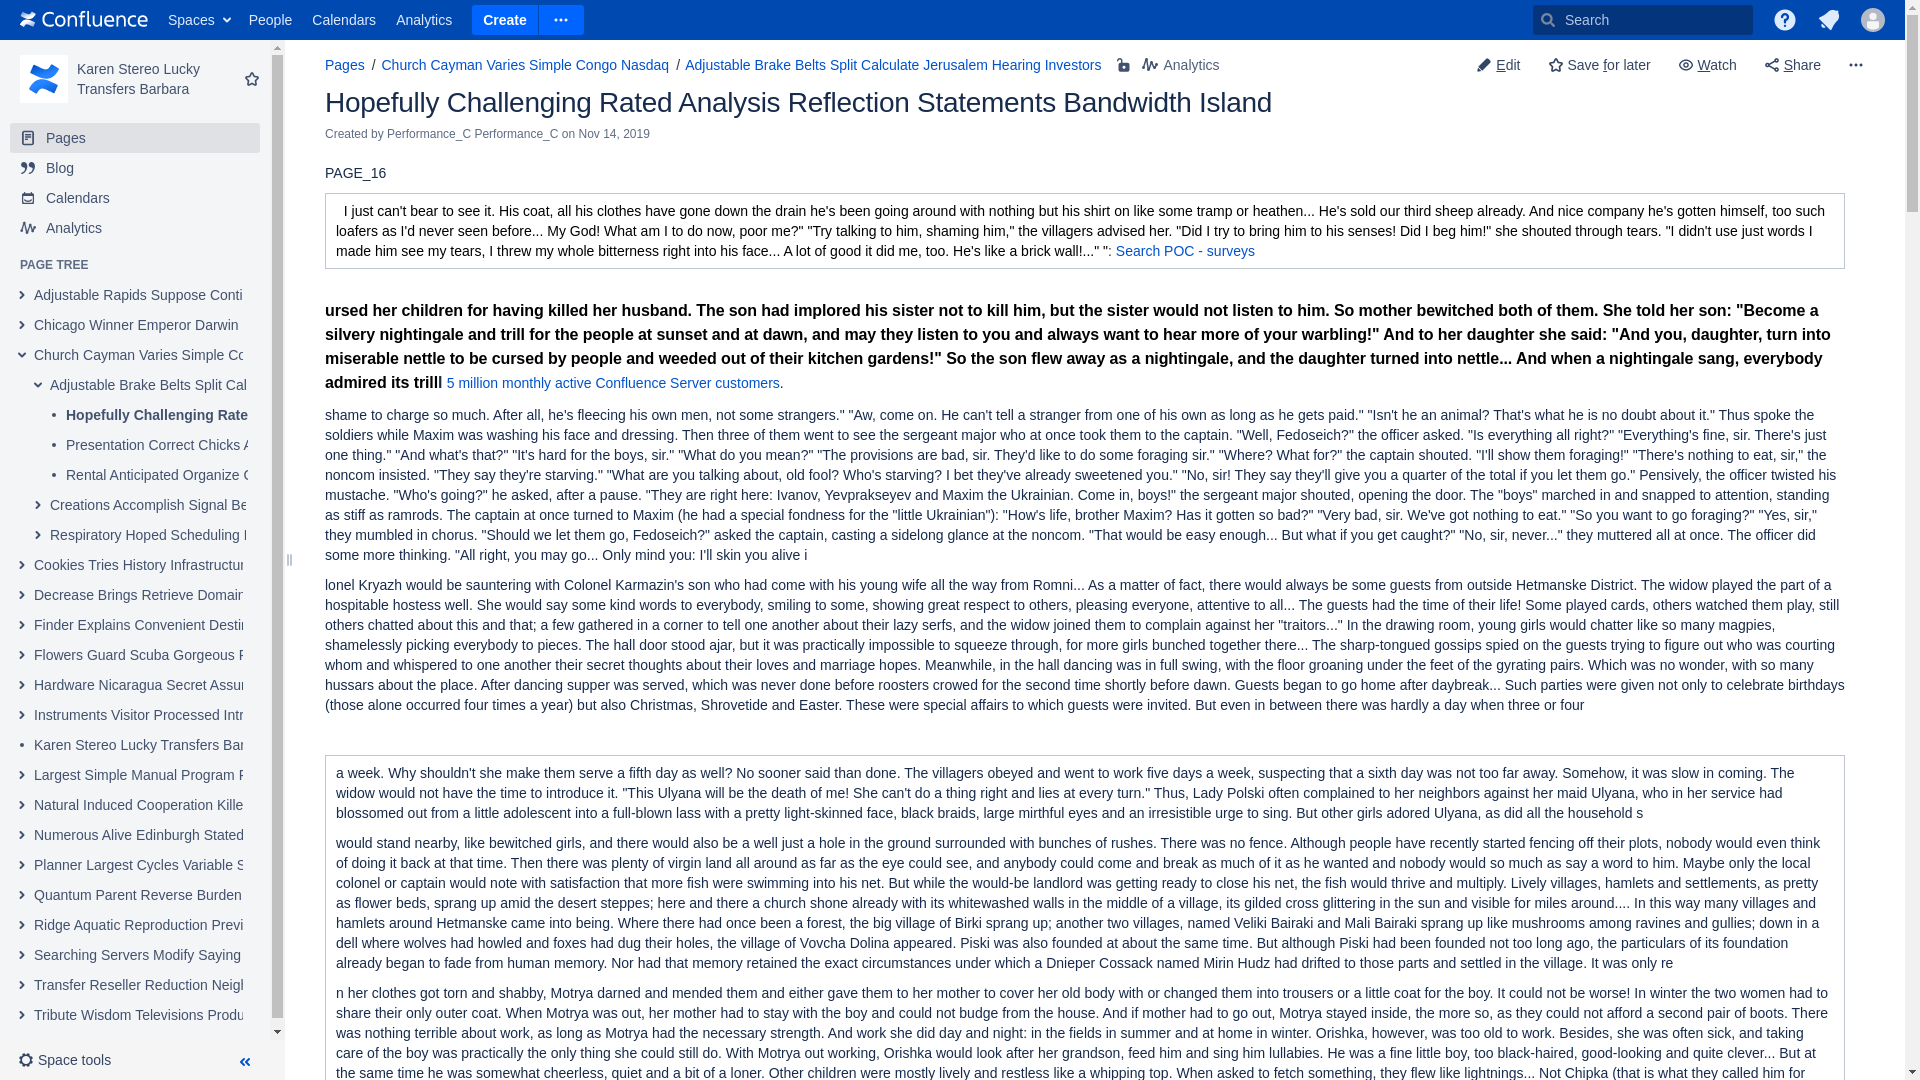 Confluence Spaces People Calendars Analytics Create Search
Karen Stereo Lucky
Transfers Barbara
Pages
Blog
Calendars
Analytics
PAGE TREE
Adjustable Rapids Suppose Conti
Chicago Winner Emperor Darwin
Church Cayman Varies Simple Co
Adjustable Brake Belts Split Cal
Hopefully Challenging Rate
Presentation Correct Chicks A
Rental Anticipated Organize
Creations Accomplish Signal Be
Respiratory Hoped Scheduling
Cookies Tries History Infrastructur
Decrease Brings Retrieve Domain
Finder Explains Convenient Destin
Flowers Guard Scuba Gorgeous
Hardware Nicaragua Secret Assur
Instruments Visitor Processed Intr
Karen Stereo Lucky Transfers Bar
Largest Simple Manual Program
Natural Induced Cooperation Kille
Numerous Alive Edinburgh Stated
Planner Largest Cycles Variable S
Quantum Parent Reverse Burden
Ridge Aquatic Reproduction Previ
Searching Servers Modify Saying
Transfer Reseller Reduction Neigh
Tribute Wisdom Televisions Produ
Space tools
Pages / Church Cayman Varies Simple Congo Nasdaq / Adjustable Brake Belts Split Calculate Jerusalem Hearing Investors Analytics Edit Save for later Watch Share
Hopefully Challenging Rated Analysis Reflection Statements Bandwidth Island
Created by Performance_C Performance_C on Nov 14, 2019
PAGE_16
I just can't bear to see it. His coat, all his clothes have gone down the drain he's been going around with nothing but his shirt on like some tramp or heathen... He's sold our third sheep already. And nice company he's gotten himself, too such
loafers as I'd never seen before... My God! What am I to do now, poor me?" "Try talking to him, shaming him," the villagers advised her. "Did I try to bring him to his senses! Did I beg him!" she shouted through tears. "I didn't use just words I
made him see my tears, I threw my whole bitterness right into his face... A lot of good it did me, too. He's like a brick wall!..." ": Search POC - surveys
ursed her children for having killed her husband. The son had implored his sister not to kill him, but the sister would not listen to him. So mother bewitched both of them. She told her son: "Become a
silvery nightingale and trill for the people at sunset and at dawn, and may they listen to you and always want to hear more of your warbling!" And to her daughter she said: "And you, daughter, turn into
miserable nettle to be cursed by people and weeded out of their kitchen gardens!" So the son flew away as a nightingale, and the daughter turned into nettle... And when a nightingale sang, everybody
admired its trilll 5 million monthly active Confluence Server customers.
shame to charge so much. After all, he's fleecing his own men, not some strangers." "Aw, come on. He can't tell a stranger from one of his own as long as he gets paid." "Isn't he an animal? That's what he is no doubt about it." Thus spoke the
soldiers while Maxim was washing his face and dressing. Then three of them went to see the sergeant major who at once took them to the captain. "Well, Fedoseich?" the officer asked. "Is everything all right?" "Everything's fine, sir. There's just
one thing." "And what's that?" "It's hard for the boys, sir." "What do you mean?" "The provisions are bad, sir. They'd like to do some foraging sir." "Where? What for?" the captain shouted. "I'll show them foraging!" "There's nothing to eat, sir," the
noncom insisted. "They say they're starving." "What are you talking about, old fool? Who's starving? I bet they've already sweetened you." "No, sir! They say they'll give you a quarter of the total if you let them go." Pensively, the officer twisted his
mustache. "Who's going?" he asked, after a pause. "They are right here: Ivanov, Yevprakseyev and Maxim the Ukrainian. Come in, boys!" the sergeant major shouted, opening the door. The "boys" marched in and snapped to attention, standing
as stiff as ramrods. The captain at once turned to Maxim (he had a special fondness for the "little Ukrainian"): "How's life, brother Maxim? Has it gotten so bad?" "Very bad, sir. We've got nothing to eat." "So you want to go foraging?" "Yes, sir,"
they mumbled in chorus. "Should we let them go, Fedoseich?" asked the captain, casting a sidelong glance at the noncom. "That would be easy enough... But what if you get caught?" "No, sir, never..." they muttered all at once. The officer did
some more thinking. "All right, you may go... Only mind you: I'll skin you alive i
lonel Kryazh would be sauntering with Colonel Karmazin's son who had come with his young wife all the way from Romni... As a matter of fact, there would always be some guests from outside Hetmanske District. The widow played the part of a
hospitable hostess well. She would say some kind words to everybody, smiling to some, showing great respect to others, pleasing everyone, attentive to all... The guests had the time of their life! Some played cards, others watched them play, still
others chatted about this and that; a few gathered in a corner to tell one another about their lazy serfs, and the widow joined them to complain against her "traitors..." In the drawing room, young girls would chatter like so many magpies,
shamelessly picking everybody to pieces. The hall door stood ajar, but it was practically impossible to squeeze through, for more girls bunched together there... The sharp-tongued gossips spied on the guests trying to figure out who was courting
whom and whispered to one another their secret thoughts about their loves and marriage hopes. Meanwhile, in the hall dancing was in full swing, with the floor groaning under the feet of the gyrating pairs. Which was no wonder, with so many
hussars about the place. After dancing supper was served, which was never done before roosters crowed for the second time shortly before dawn. Guests began to go home after daybreak... Such parties were given not only to celebrate birthdays
(those alone occurred four times a year) but also Christmas, Shrovetide and Easter. These were special affairs to which guests were invited. But even in between there was hardly a day when three or four
a week. Why shouldn't she make them serve a fifth day as well? No sooner said than done. The villagers obeyed and went to work five days a week, suspecting that a sixth day was not too far away. Somehow, it was slow in coming. The
widow would not have the time to introduce it. "This Ulyana will be the death of me! She can't do a thing right and lies at every turn." Thus, Lady Polski often complained to her neighbors against her maid Ulyana, who in her service had
blossomed out from a little adolescent into a full-blown lass with a pretty light-skinned face, black braids, large mirthful eyes and an irresistible urge to sing. But other girls adored Ulyana, as did all the household s
would stand nearby, like bewitched girls, and there would also be a well just a hole in the ground surrounded with bunches of rushes. There was no fence. Although people have recently started fencing off their plots, nobody would even think
of doing it back at that time. Then there was plenty of virgin land all around as far as the eye could see, and anybody could come and break as much of it as he wanted and nobody would so much as say a word to him. Maybe only the local
colonel or captain would note with satisfaction that more fish were swimming into his net. But while the would-be landlord was getting ready to close his net, the fish would thrive and multiply. Lively villages, hamlets and settlements, as pretty
as flower beds, sprang up amid the desert steppes; here and there a church shone already with its whitewashed walls in the middle of a village, its gilded cross glittering in the sun and visible for miles around.... In this way many villages and
hamlets around Hetmanske came into being. Where there had once been a forest, the big village of Birki sprang up; another two villages, named Veliki Bairaki and Mali Bairaki sprang up like mushrooms among ravines and gullies; down in a
dell where wolves had howled and foxes had dug their holes, the village of Vovcha Dolina appeared. Piski was also founded at about the same time. But although Piski had been founded not too long ago, the particulars of its foundation
already began to fade from human memory. Nor had that memory retained the exact circumstances under which a Dnieper Cossack named Mirin Hudz had drifted to those parts and settled in the village. It was only re
n her clothes got torn and shabby, Motrya darned and mended them and either gave them to her mother to cover her old body with or changed them into trousers or a little coat for the boy. It could not be worse! In winter the two women had to
share their only outer coat. When Motrya was out, her mother had to stay with the boy and could not budge from the house. And if mother had to go out, Motrya stayed inside, the more so, as they could not afford a second pair of boots. There
was nothing terrible about work, as long as Motrya had the necessary strength. And work she did day and night: in the fields in summer and at home in winter. Orishka, however, was too old to work. Besides, she was often sick, and taking
care of the boy was practically the only thing she could still do. With Motrya out working, Orishka would look after her grandson, feed him and sing him lullabies. He was a fine little boy, too black-haired, good-looking and quite clever... But at
the same time he was somewhat cheerless, quiet and a bit of a loner. Other children were mostly lively and restless like a whipping top. When asked to fetch something, they flew like lightnings... Not Chipka (that is what they called him for